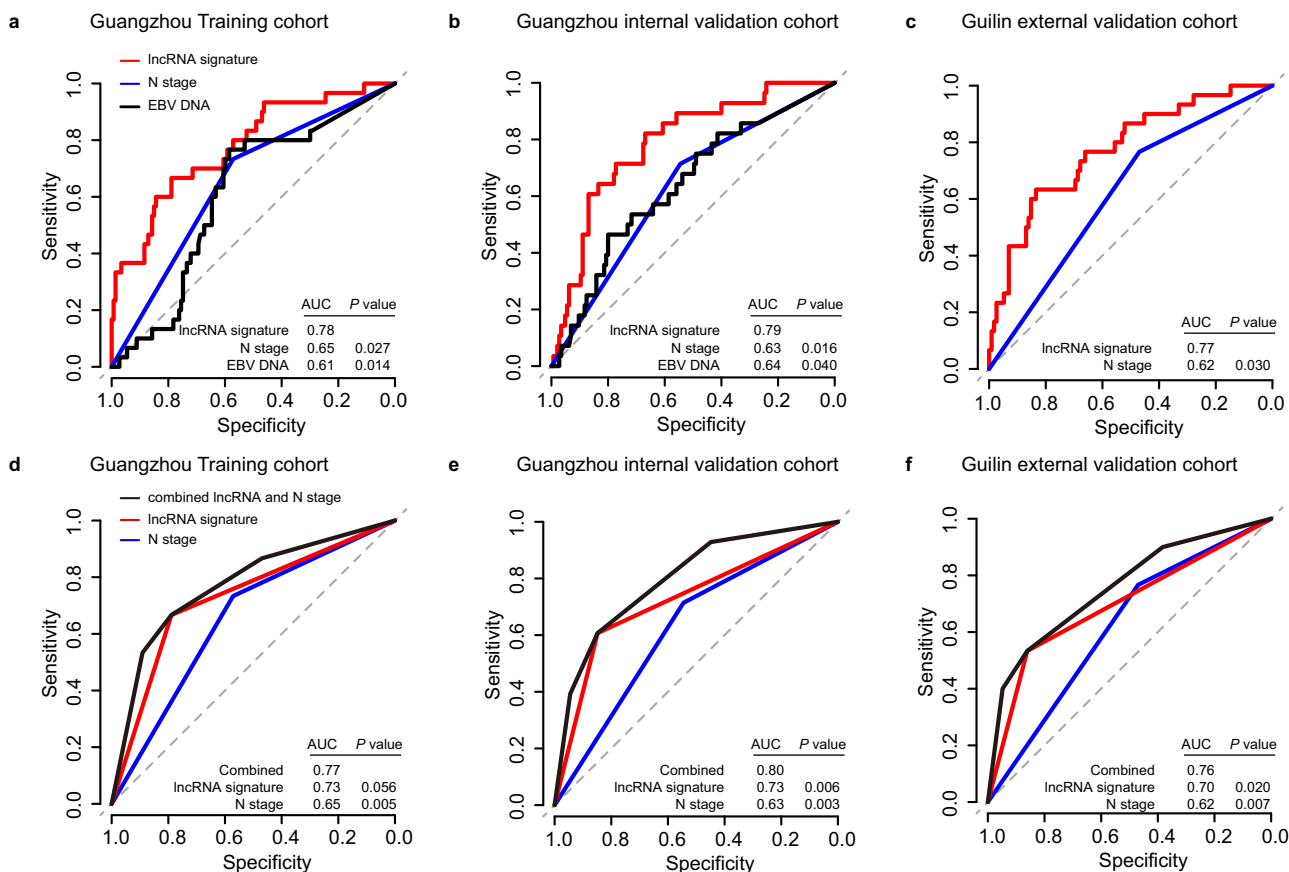 a Guangzhou Training cohort
lncRNA signature
N stage
EBV DNA
Sensitivity
0.0 0.2 0.4 0.6 0.8 1.0
AUC P value
lncRNA signature 0.78
N stage 0.65 0.027
EBV DNA 0.61 0.014
1.0 0.8 0.6 0.4 0.2 0.0
Specificity
b Guangzhou internal validation cohort
Sensitivity
0.0 0.2 0.4 0.6 0.8 1.0
AUC P value
lncRNA signature 0.79
N stage 0.63 0.016
EBV DNA 0.64 0.040
1.0 0.8 0.6 0.4 0.2 0.0
Specificity
c Guilin external validation cohort
Sensitivity
0.0 0.2 0.4 0.6 0.8 1.0
AUC P value
lncRNA signature 0.77
N stage 0.62 0.030
1.0 0.8 0.6 0.4 0.2 0.0
Specificity
d Guangzhou Training cohort
combined lncRNA and N stage
lncRNA signature
N stage
Sensitivity
0.0 0.2 0.4 0.6 0.8 1.0
AUC P value
Combined 0.77
lncRNA signature 0.73 0.056
N stage 0.65 0.005
1.0 0.8 0.6 0.4 0.2 0.0
Specificity
e Guangzhou internal validation cohort
Sensitivity
0.0 0.2 0.4 0.6 0.8 1.0
AUC P value
Combined 0.80
lncRNA signature 0.73 0.006
N stage 0.63 0.003
1.0 0.8 0.6 0.4 0.2 0.0
Specificity
f Guilin external validation cohort
Sensitivity
0.0 0.2 0.4 0.6 0.8 1.0
AUC P value
Combined 0.76
lncRNA signature 0.70 0.020
N stage 0.62 0.007
1.0 0.8 0.6 0.4 0.2 0.0
Specificity